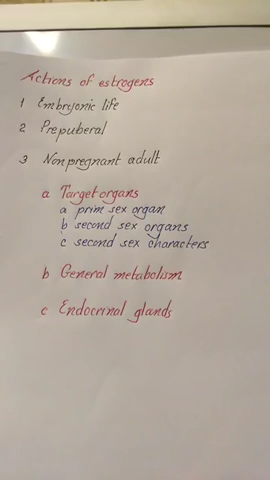 Actions of estrogens
1 Embryonic life
2 Prepuberal
3 Nonpregnant adult
a Target organs
a prim sex organ
b second sex organs
c second sex characters
b General metabolism
c Endocrinal glands